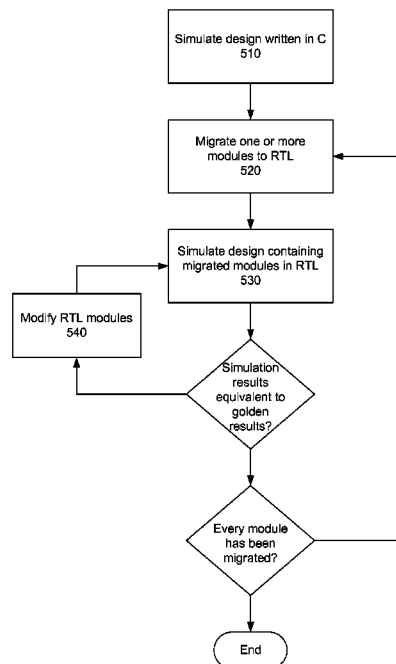 Simulate design written in C
510
Migrate one or more
modules to RTL
520
Simulate design containing
migrated modules in RTL
530
Modify RTL modules
540
Simulation
results
equivalent to
golden
results?
Every module
has been
migrated?
End